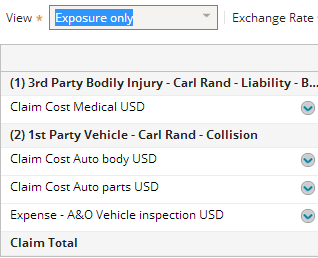 View * Exposure only Exchange Rate *
(1) 3rd Party Bodily Injury - Carl Rand - Liability - B...
Claim Cost Medical USD
(2) 1st Party Vehicle - Carl Rand - Collision
Claim Cost Auto body USD
Claim Cost Auto parts USD
Expense - A&O Vehicle inspection USD
Claim Total